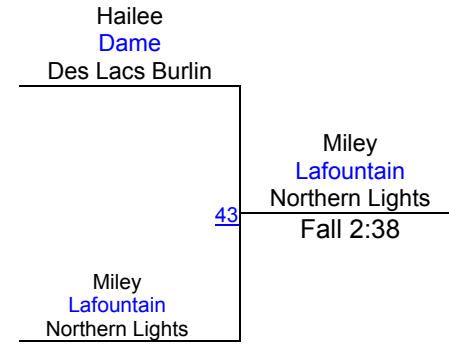 Hailee
Dame
Des Lacs Burlin
Miley
Lafountain
Northern Lights
43
Fall 2:38
Miley
Lafountain
Northern Lights